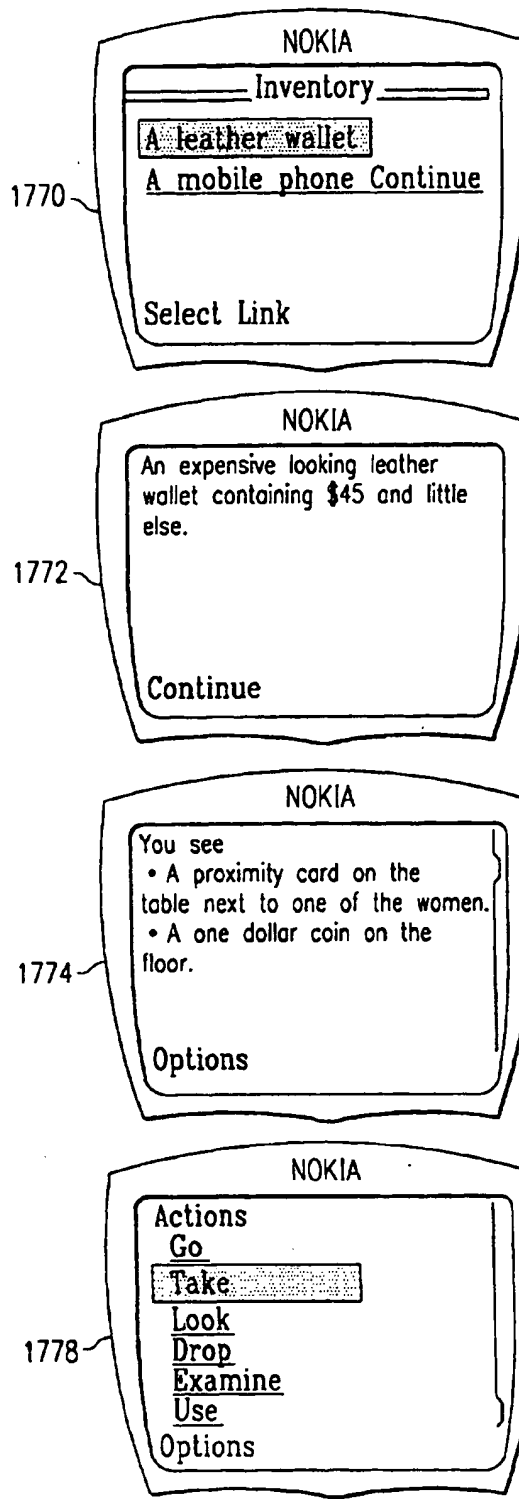 NOKIA
Inventory
A leather wallet
A mobile phone Continue
1770
Select Link
NOKIA
An expensive looking leather
wallet containing $45 and little
else.
1772
Continue
NOKIA
You see
• A proximity card on the
table next to one of the women.
• A one dollar coin on the
floor.
1774
Options
NOKIA
Actions
Go
Take
Look
1778
Drop
Examine
Use
Options